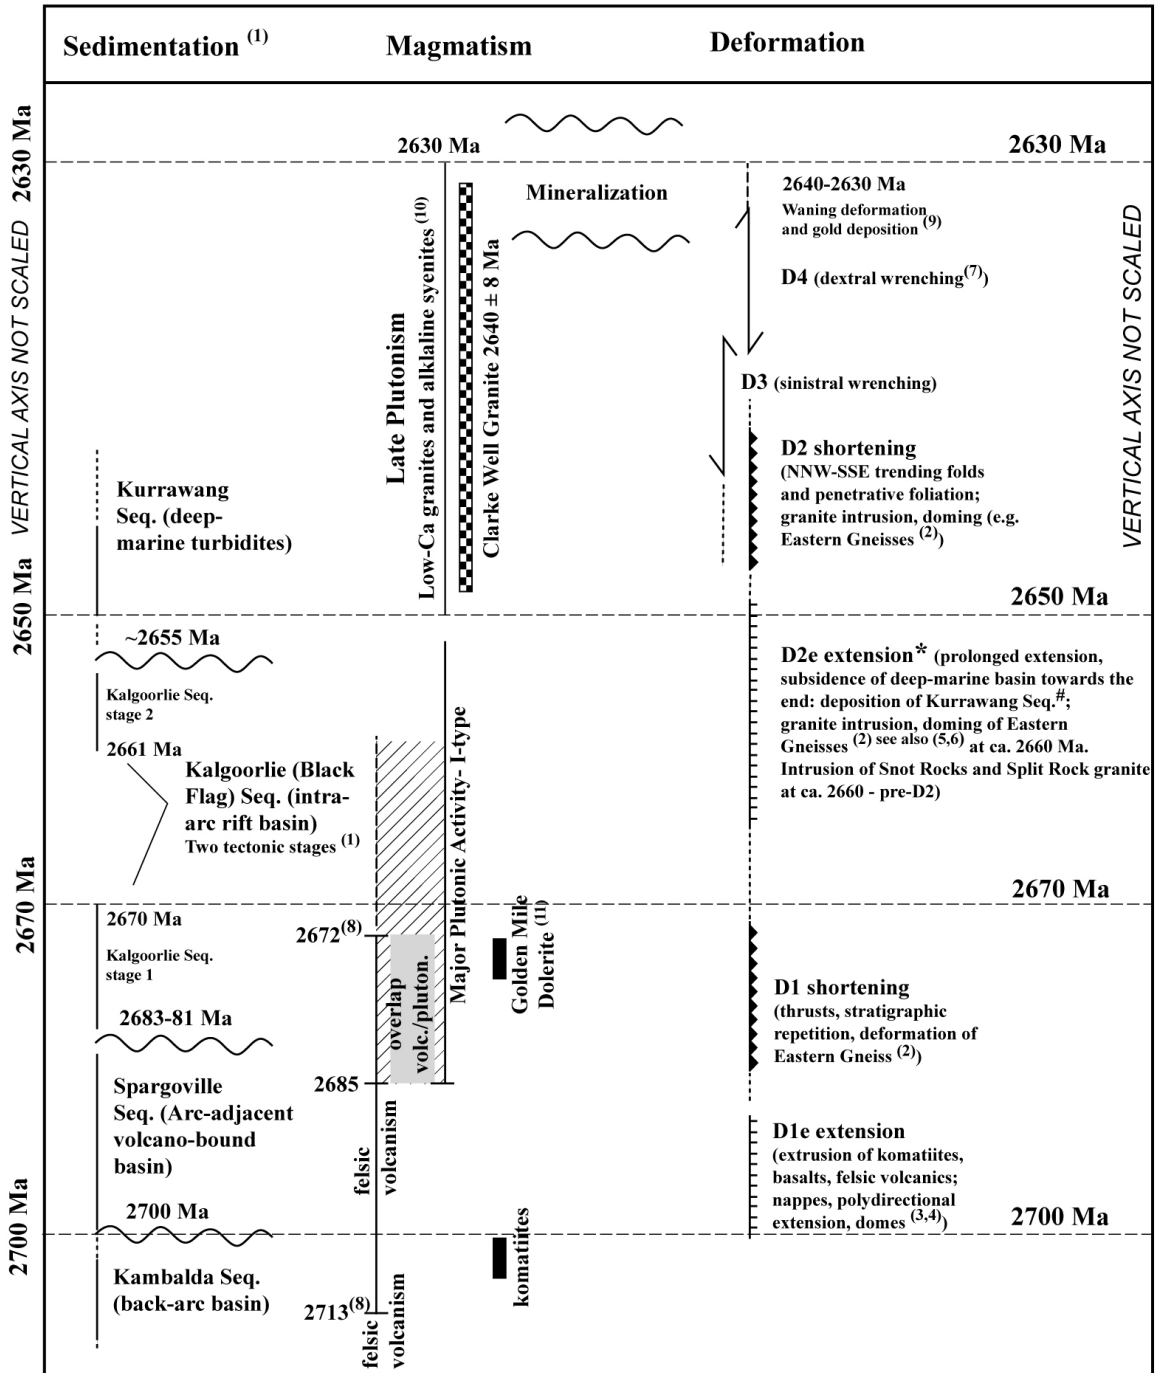 Sedimentation (1)
Magmatism
Deformation
2630 Ma
VERTICAL AXIS NOT SCALED
2650 Ma
2670 Ma
2700 Ma
Kurrawang
Seq. (deep-
marine turbidites)
~2655 Ma
Kalgoorlie Seq.
stage 2
2661 Ma
Kalgoorlie (Black
Flag) Seq. (intra-
arc rift basin)
Two tectonic stages (1)
2670 Ma
Kalgoorlie Seq.
stage 1
2683-81 Ma
Spargoville
Seq. (Arc-adjacent
volcano-bound
basin)
2700 Ma
Kambalda Seq.
(back-arc basin)
2630 Ma
Late Plutonism
Low-Ca granites and alklaline syenites (10)
Clarke Well Granite 2640 ± 8 Ma
Mineralization
Major Plutonic Activity- I-type
2672(8)
overlap
volc./pluton.
Golden Mile
Dolerite (11)
2685
felsic
volcanism
komatiites
2713(8)
felsic
volcanism
2630 Ma
2640-2630 Ma
Waning deformation
and gold deposition (9)
D4 (dextral wrenching(7))
D3 (sinistral wrenching)
D2 shortening
(NNW-SSE trending folds
and penetrative foliation;
granite intrusion, doming (e.g.
Eastern Gneisses (2))
2650 Ma
D2e extension* (prolonged extension,
subsidence of deep-marine basin towards the
end: deposition of Kurrawang Seq.#;
granite intrusion, doming of Eastern
Gneisses (2) see also (5,6) at ca. 2660 Ma.
Intrusion of Snot Rocks and Split Rock granite
at ca. 2660 - pre-D2)
2670 Ma
D1 shortening
(thrusts, stratigraphic
repetition, deformation of
Eastern Gneiss (2))
D1e extension
(extrusion of komatiites,
basalts, felsic volcanics;
nappes, polydirectional
extension, domes (3,4))
2700 Ma
VERTICAL AXIS NOT SCALED